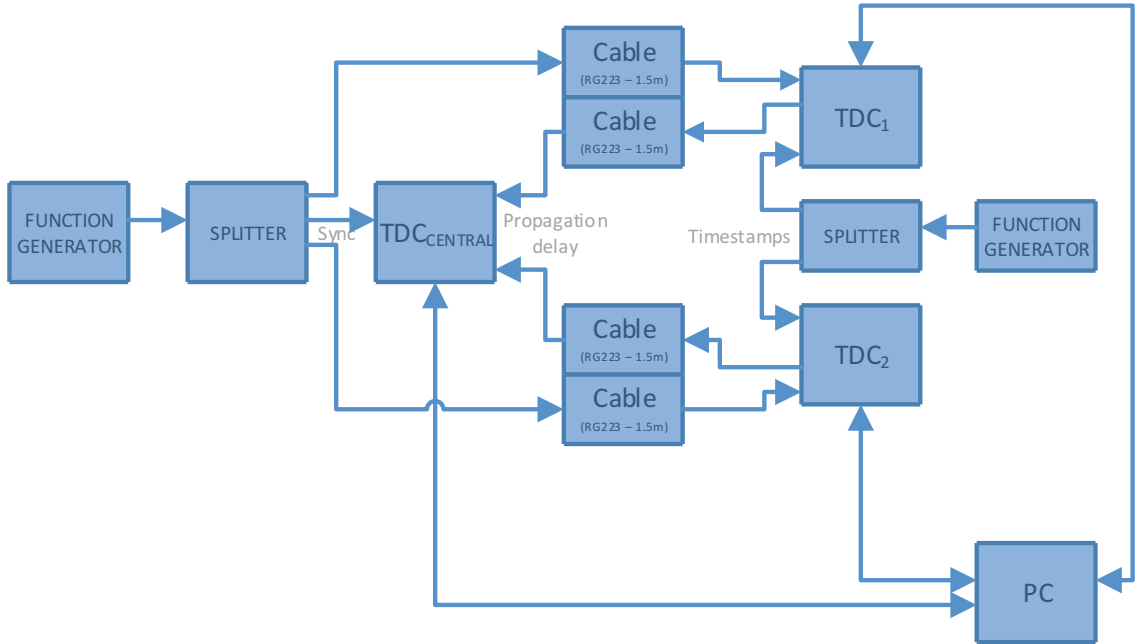 Cable
(RG223 – 1.5m)
Cable
(RG223 – 1.5m)
TDC₁
FUNCTION
GENERATOR
SPLITTER
Sync
TDC_CENTRAL
Propagation
delay
Timestamps
SPLITTER
FUNCTION
GENERATOR
Cable
(RG223 – 1.5m)
Cable
(RG223 – 1.5m)
TDC₂
PC